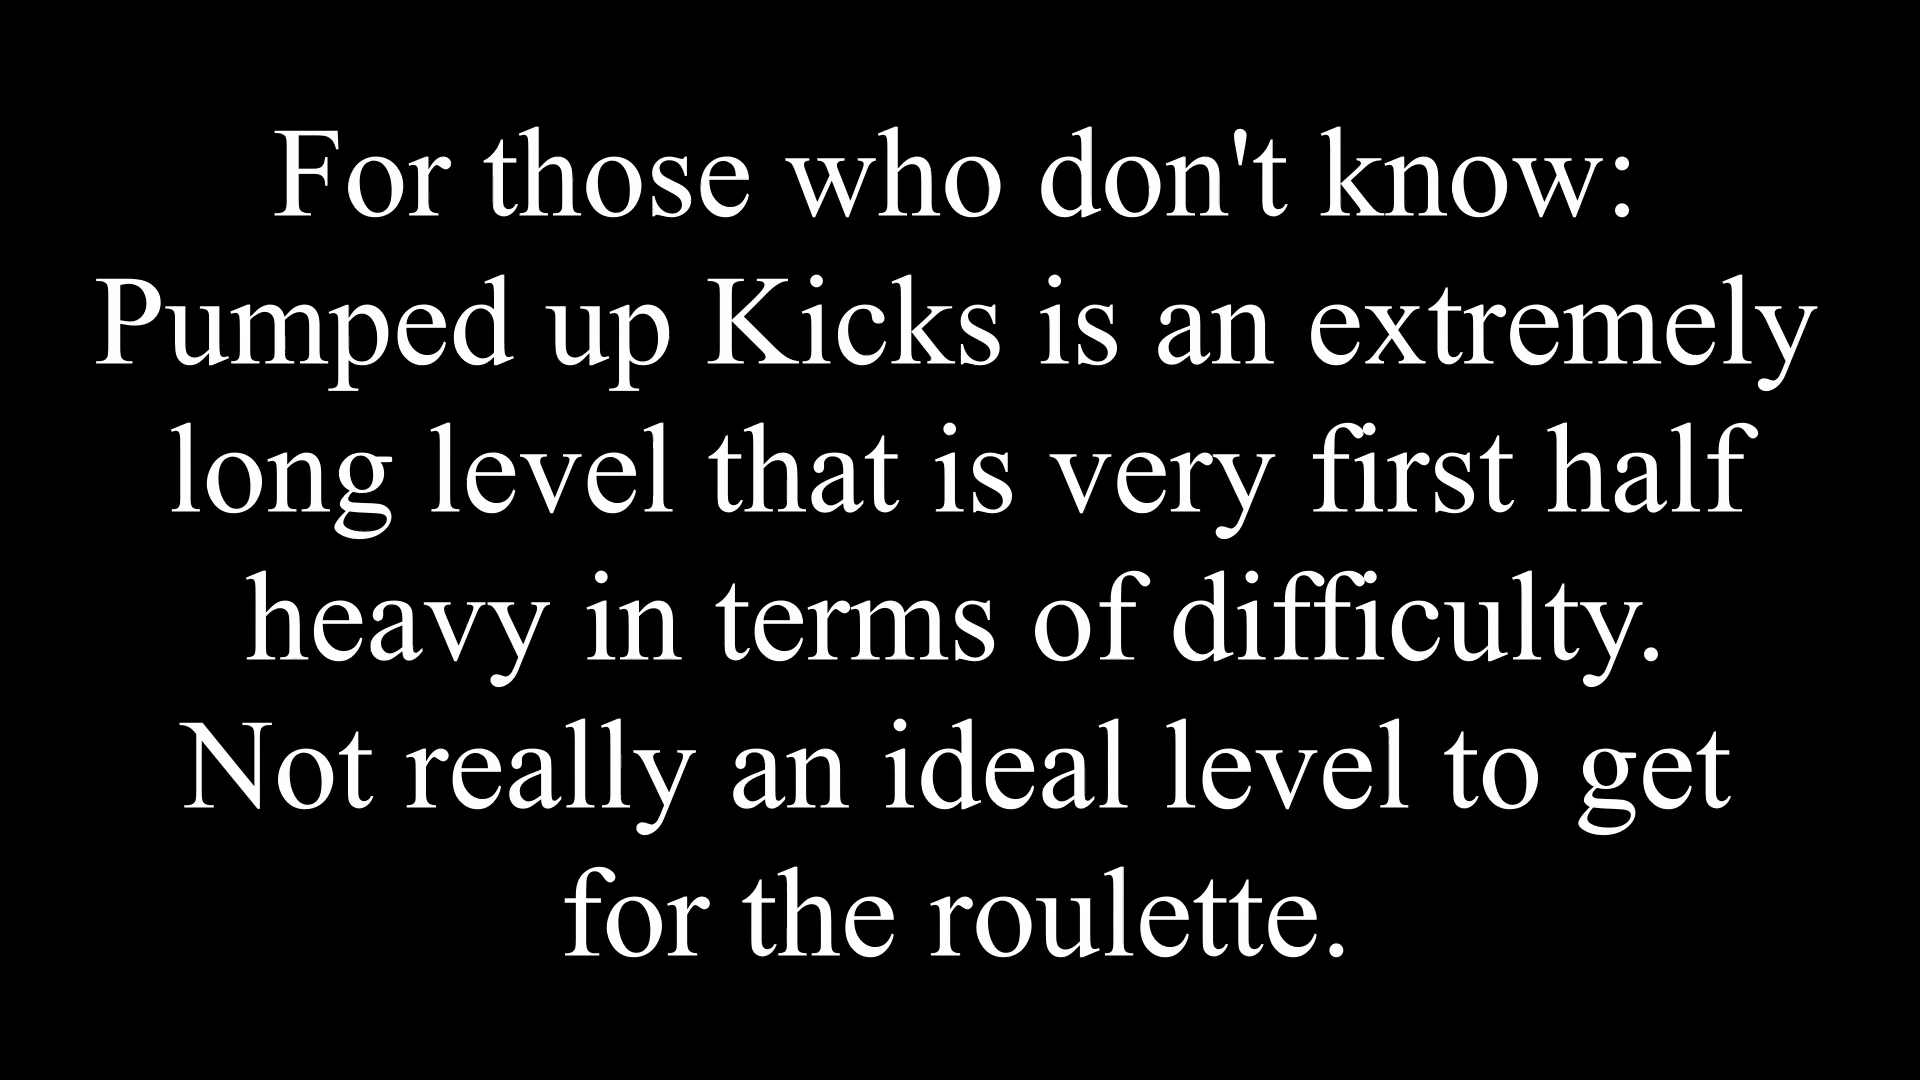 For those who don't know:
Pumped up Kicks is an extremely
long level that is very first half
heavy in terms of difficulty.
Not really an ideal level to get
for the roulette.